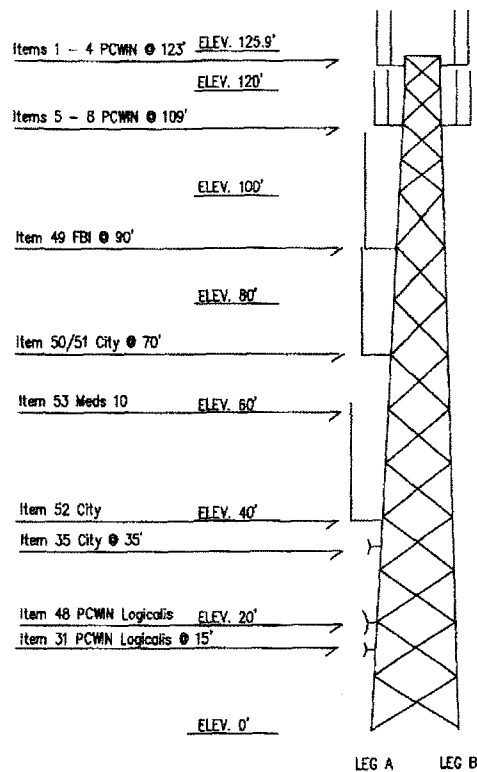 Items 1 - 4 PCWIN @ 123' ELEV. 125.9'
ELEV. 120'
Items 5 - 8 PCWIN @ 109'
ELEV. 100'
Item 49 FBI @ 90'
ELEV. 80'
Item 50/51 City @ 70'
Item 53 Meds 10 ELEV. 60'
Item 52 City ELEV. 40'
Item 35 City @ 35'
Item 48 PCWIN Logicalis ELEV. 20'
Item 31 PCWIN Logicalis @ 15'
ELEV. 0'
LEG A LEG B